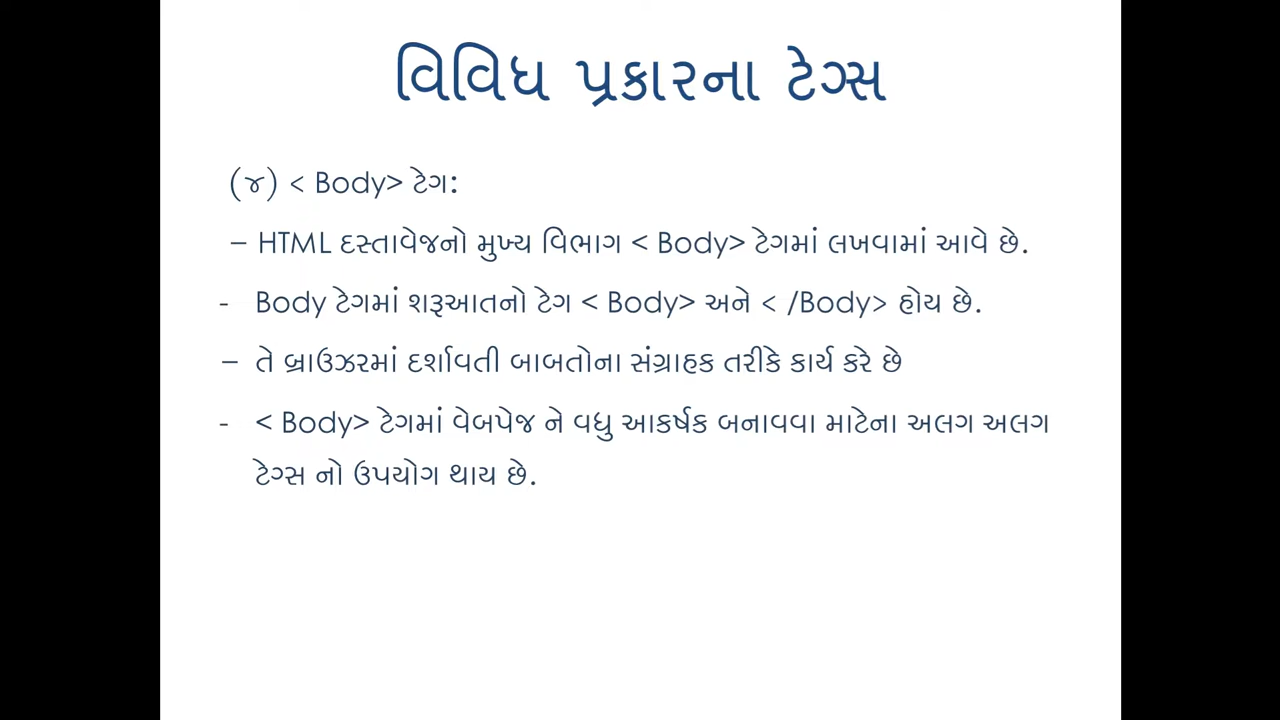 વિવિધ પ્રકારના ટેગ્સ
(૪) < Body> ટેગ:
– HTML દસ્તાવેજનો મુખ્ય વિભાગ < Body> ટેગમાં લખવામાં આવે છે.
- Body ટેગમાં શરૂઆતનો ટેગ < Body> અને < /Body> હોય છે.
– તે બ્રાઉઝરમાં દર્શાવતી બાબતોના સંગ્રાહક તરીકે કાર્ય કરે છે
- < Body> ટેગમાં વેબપેજ ને વધુ આકર્ષક બનાવવા માટેના અલગ અલગ
ટેગ્સ નો ઉપયોગ થાય છે.